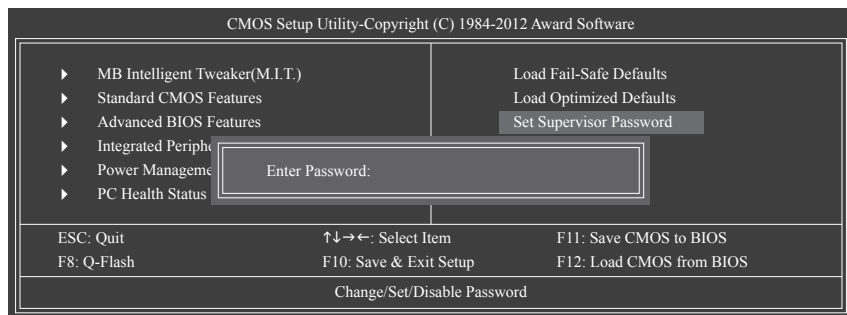 CMOS Setup Utility-Copyright (C) 1984-2012 Award Software
MB Intelligent Tweaker(M.I.T.)
Standard CMOS Features
Advanced BIOS Features
Integrated Periphe
Power Manageme
PC Health Status
Load Fail-Safe Defaults
Load Optimized Defaults
Set Supervisor Password
Enter Password:
ESC: Quit
↑↓→←: Select Item
F11: Save CMOS to BIOS
F8: Q-Flash
F10: Save & Exit Setup
F12: Load CMOS from BIOS
Change/Set/Disable Password